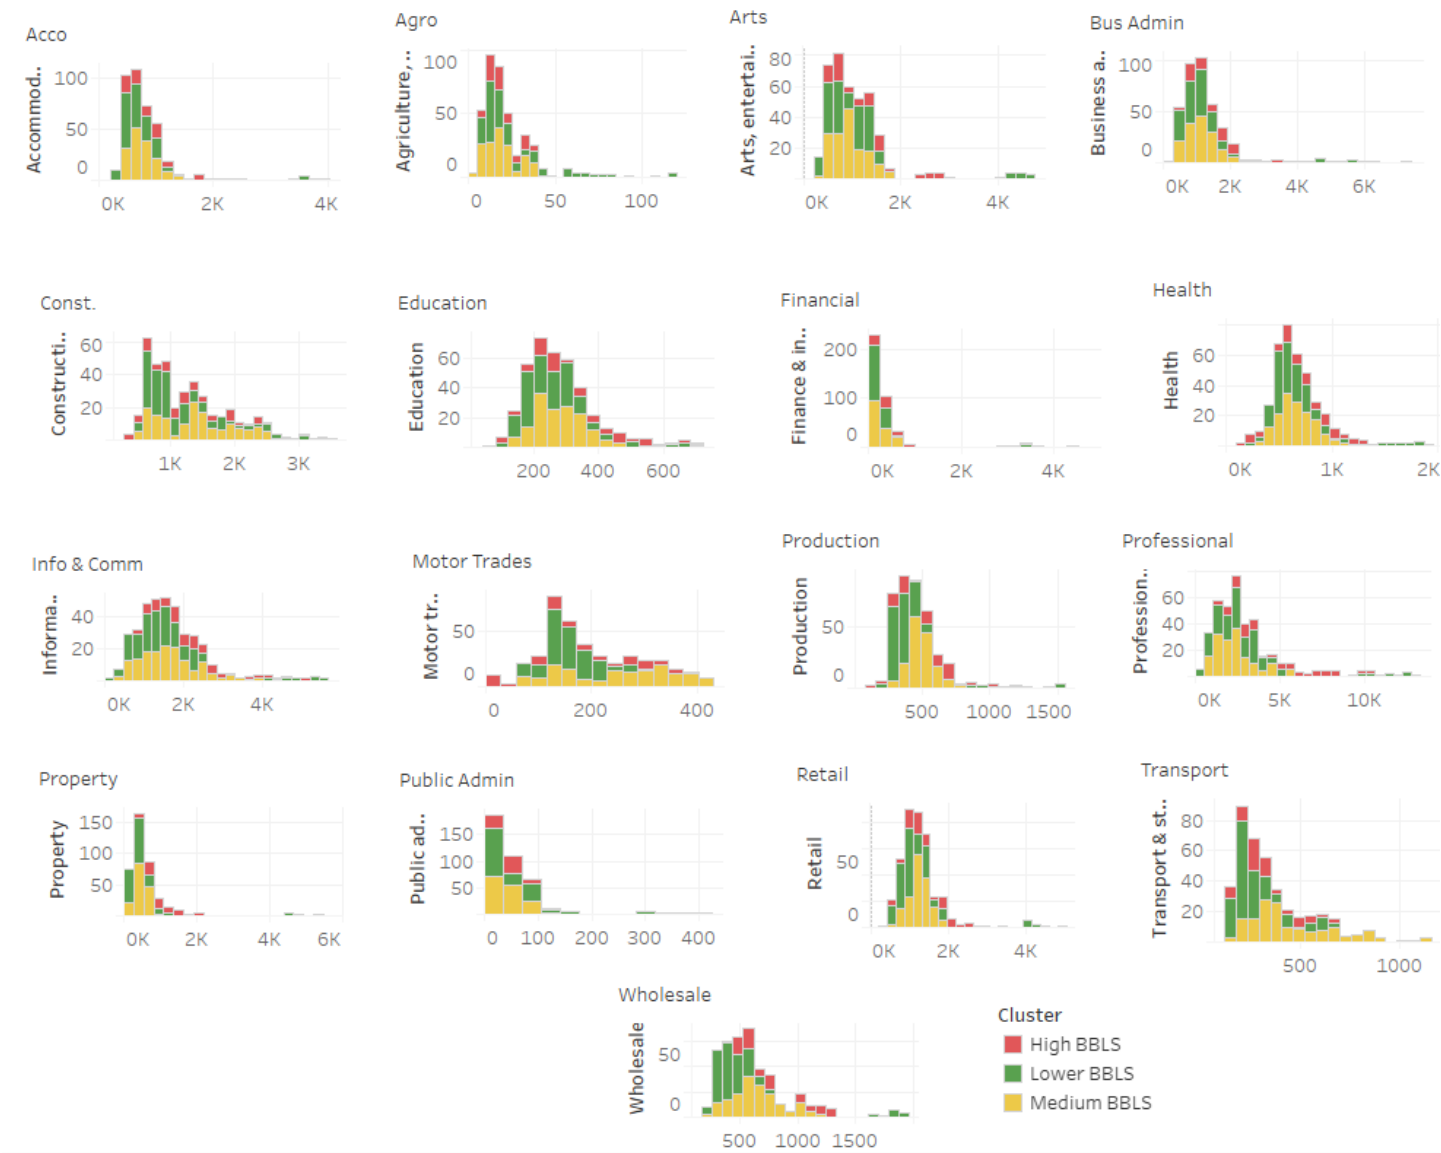 Acco
Accommod..
100
50
0
0K 2K 4K
Agro
Agriculture,..
100
50
0
0 50 100
Arts
Arts, entertai..
80
60
40
20
0K 2K 4K
Bus Admin
Business a..
100
50
0
0K 2K 4K 6K
Const.
Constructi..
60
40
20
1K 2K 3K
Education
Education
60
40
20
200 400 600
Financial
Finance & in..
200
100
0
0K 2K 4K
Health
Health
60
40
20
0K 1K 2K
Info & Comm
Informa..
40
20
0K 2K 4K
Motor Trades
Motor tr..
50
0
0 200 400
Production
Production
50
0
500 1000 1500
Professional
Profession..
60
40
20
0K 5K 10K
Property
Property
150
100
50
0K 2K 4K 6K
Public Admin
Public ad..
150
100
50
0 100 200 300 400
Retail
Retail
50
0
0K 2K 4K
Transport
Transport & st..
80
60
40
20
500 1000
Wholesale
Wholesale
50
0
500 1000 1500
Cluster
High BBLS
Lower BBLS
Medium BBLS